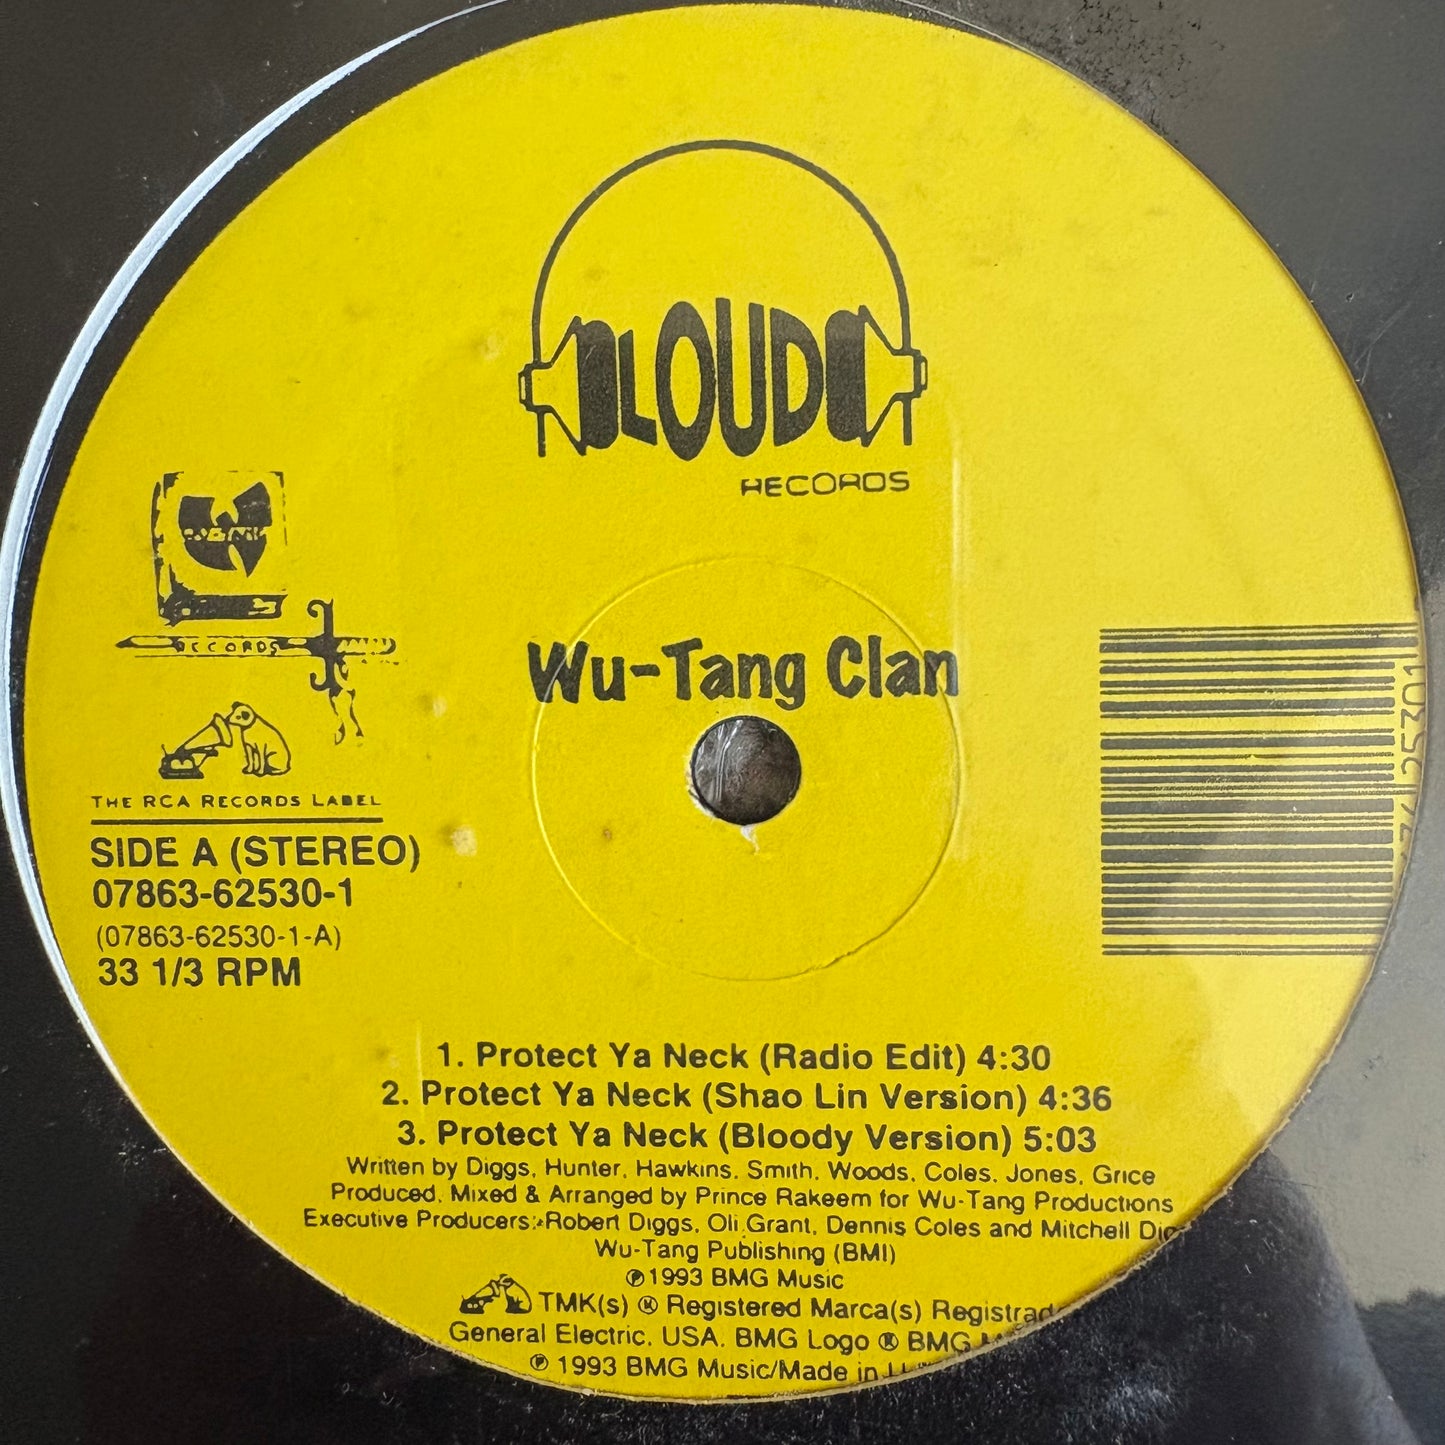 LOUD
RECORDS
RECORDS
Wu-Tang Clan
THE RCA RECORDS LABEL
SIDE A (STEREO)
07863-62530-1
(07863-62530-1-A)
33 1/3 RPM
25301
1. Protect Ya Neck (Radio Edit) 4:30
2. Protect Ya Neck (Shao Lin Version) 4:36
3. Protect Ya Neck (Bloody Version) 5:03
Written by Diggs, Hunter, Hawkins, Smith, Woods, Coles, Jones, Grice
Produced, Mixed & Arranged by Prince Rakeem for Wu-Tang Productions
Executive Producers: Robert Diggs, Oli Grant, Dennis Coles and Mitchell
Wu-Tang Publishing (BMI)
℗1993 BMG Music
TMK(s) ® Registered Marca(s)
General Electric, USA. BMG Logo ® BMG
℗ 1993 BMG Music/Made in